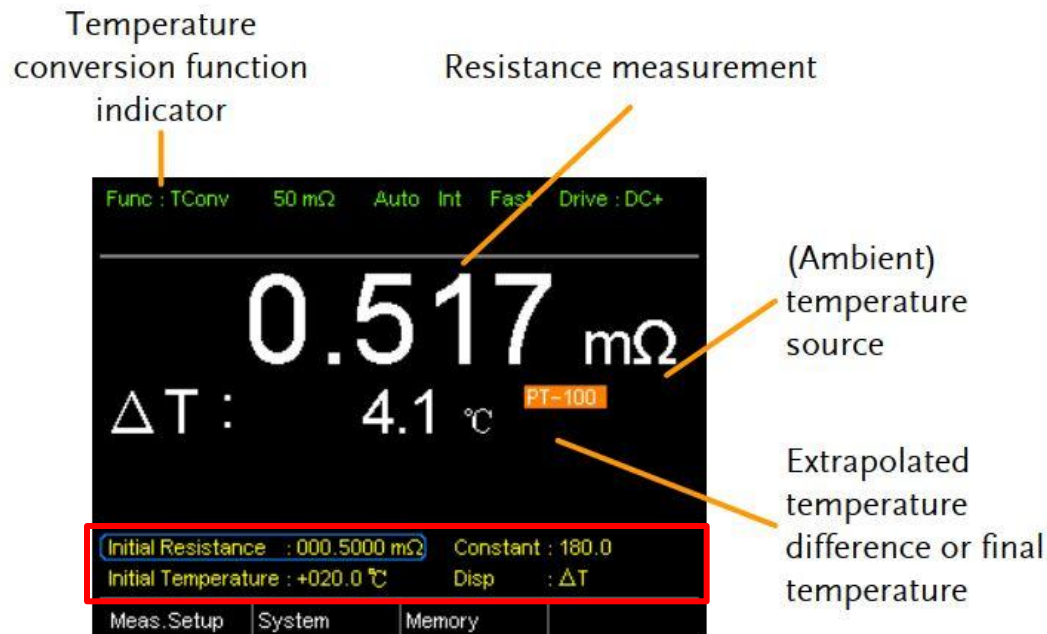 Temperature
conversion function
indicator
Resistance measurement
Func : TConv 50 mΩ Auto Int Fast Drive : DC+
0.517 mΩ
(Ambient)
temperature
source
ΔT : 4.1 ℃ PT-100
Extrapolated
temperature
difference or final
temperature
Initial Resistance : 000.5000 mΩ Constant : 180.0
Initial Temperature : +020.0 ℃ Disp : ΔT
Meas.Setup System Memory